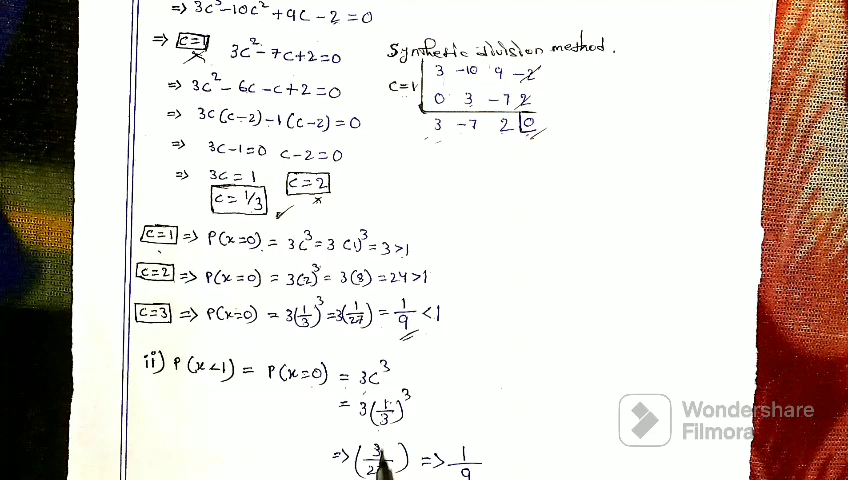 => 3c³-10c²+9c-2=0
=> c=1 3c²-7c+2=0
=> 3c²-6c-c+2=0
=> 3c(c-2)-1(c-2)=0
=> 3c-1=0 c-2=0
=> 3c=1 c=2
c=1/3
Synthetic division method.
3 -10 9 -2
c=1
0 3 -7 2
3 -7 2 0
c=1 => P(x=0) = 3c³=3(1)³=3>1
c=2 => P(x=0) = 3(2)³=3(8)=24>1
c=3 => P(x=0) = 3(1/3)³=3(1/27)=1/9<1
ii) P(x<1) = P(x=0) = 3c³
= 3(1/3)³
=> 1/9
Wondershare
Filmora